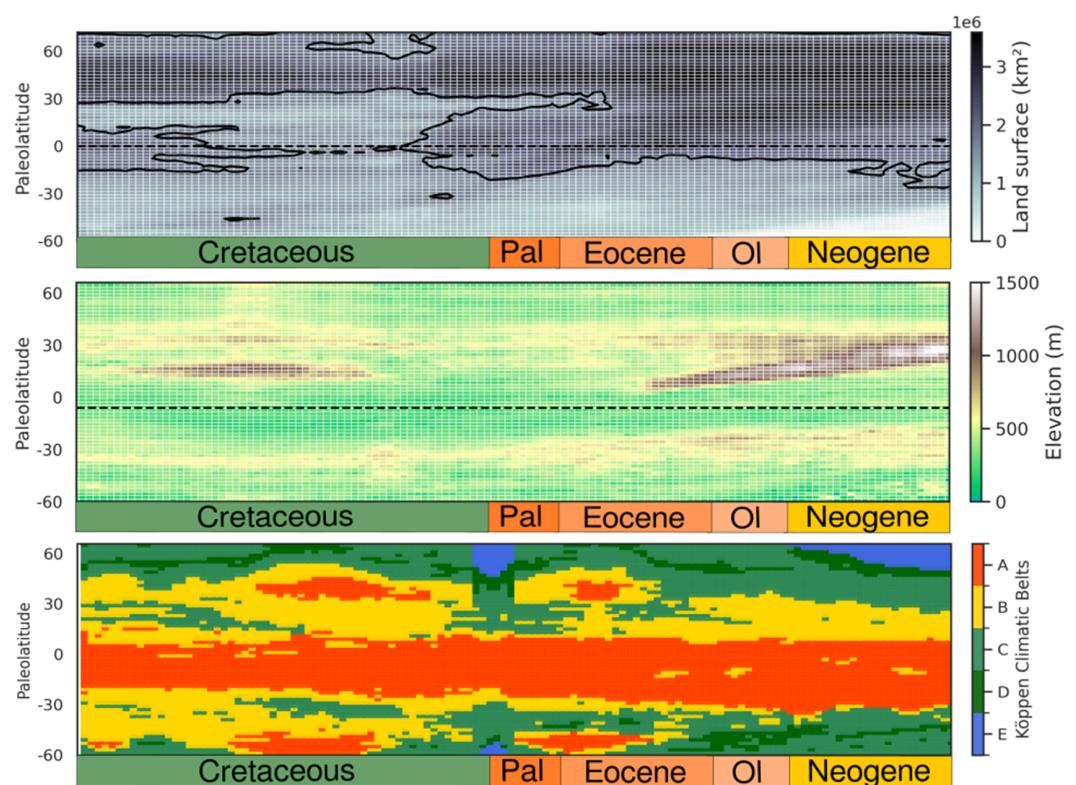 1e6
Paleolatitude
60
30
0
-30
-60
3
2
1
0
Land surface (km²)
Cretaceous Pal Eocene Ol Neogene
Paleolatitude
60
30
0
-30
-60
1500
1000
500
0
Elevation (m)
Cretaceous Pal Eocene Ol Neogene
Paleolatitude
60
30
0
-30
-60
A
B
C
D
E
Köppen Climatic Belts
Cretaceous Pal Eocene Ol Neogene